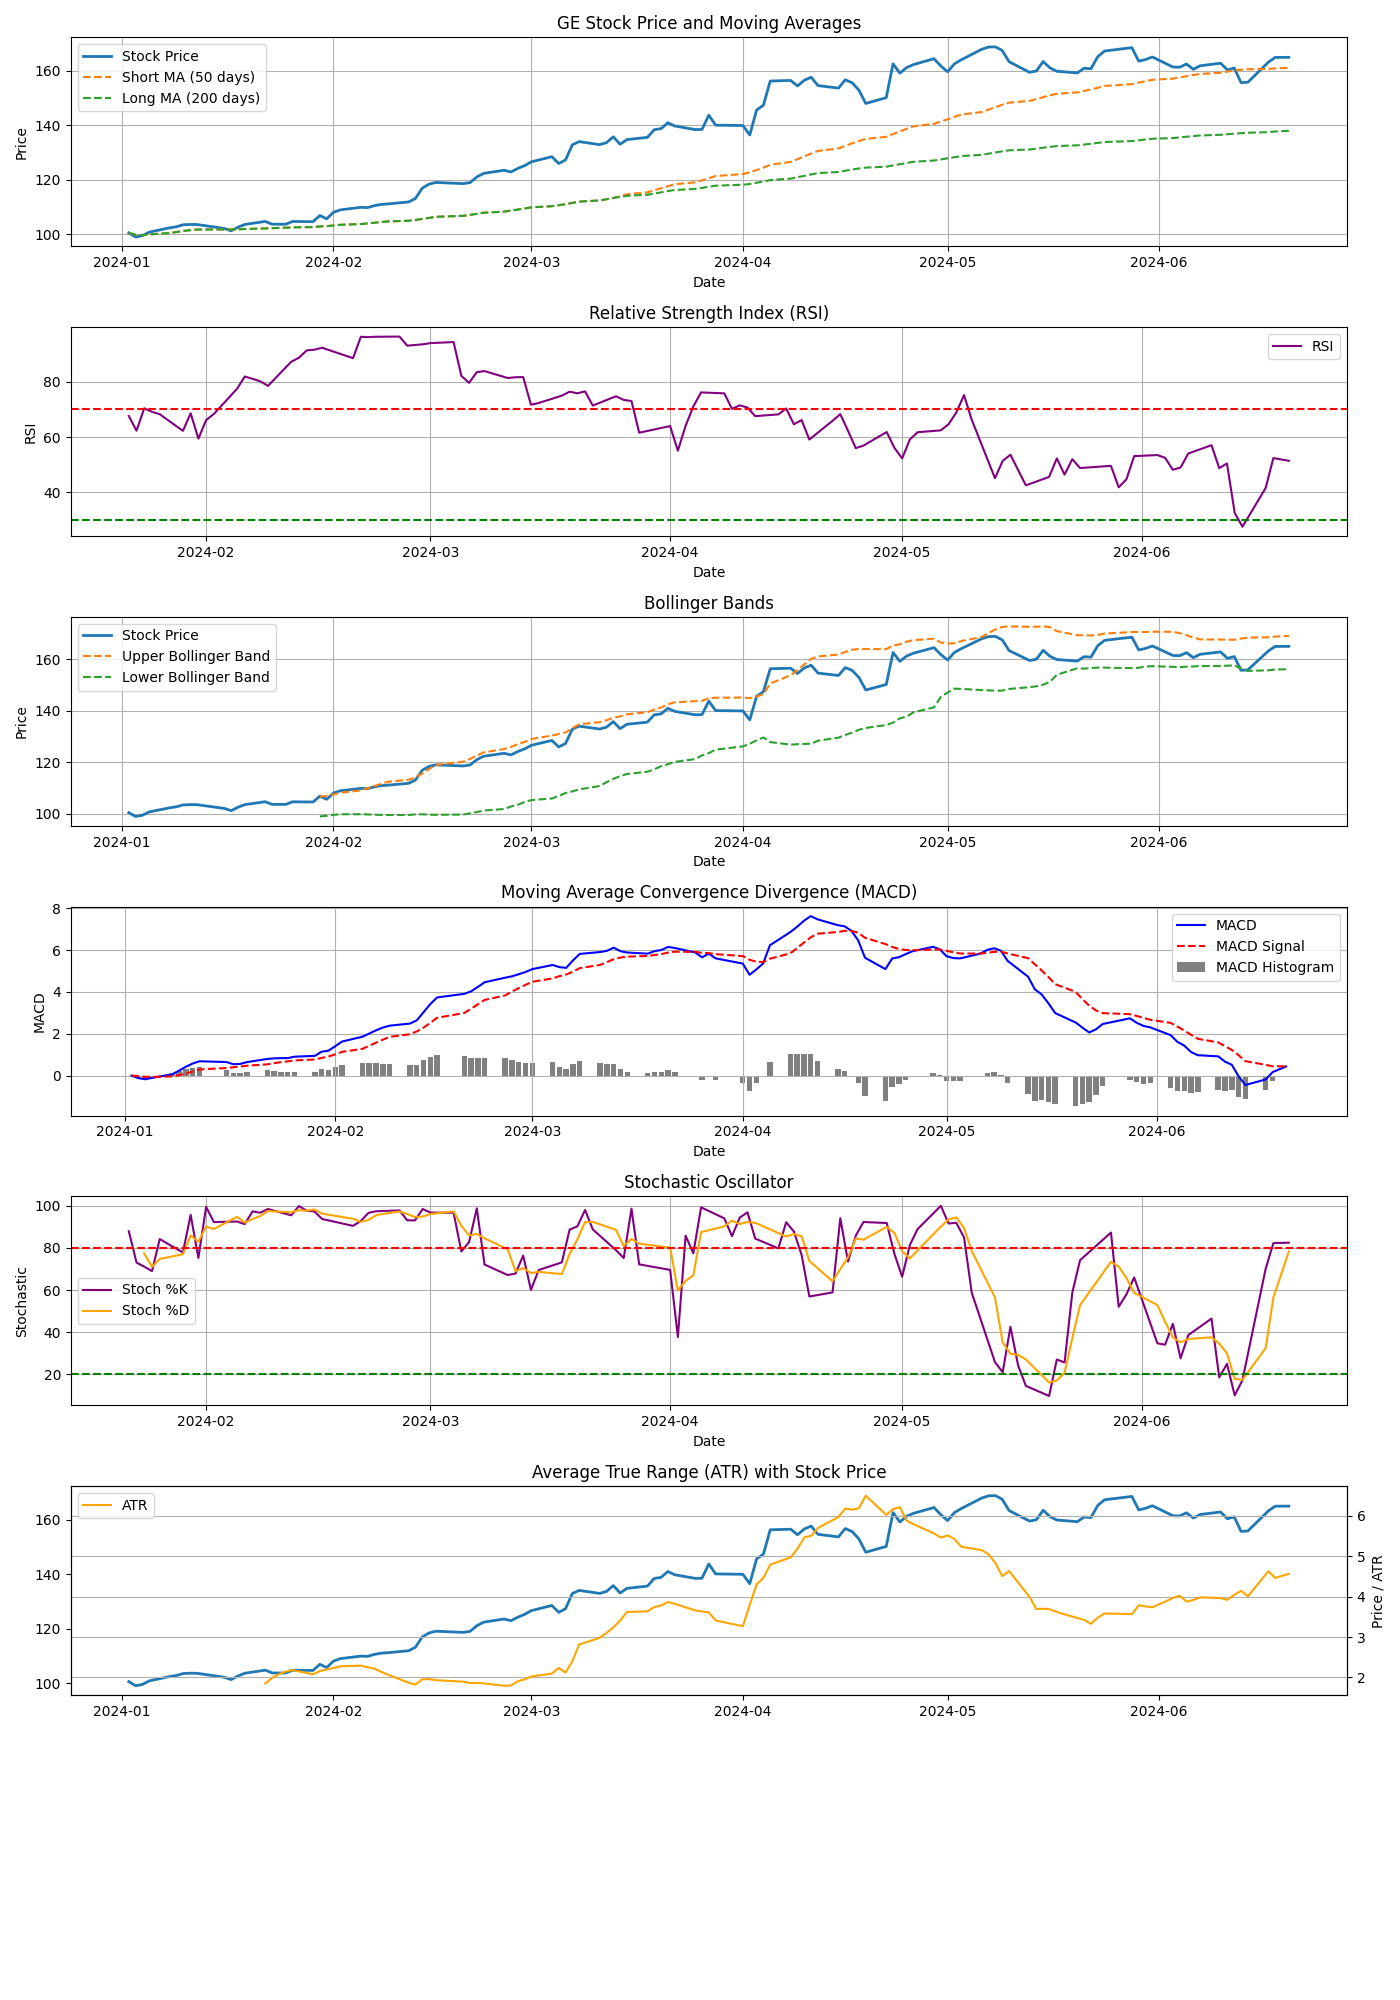 GE Stock Price and Moving Averages
Stock Price
Short MA (50 days)
Long MA (200 days)
Price
160
140
120
100
2024-01 2024-02 2024-03 2024-04 2024-05 2024-06
Date
Relative Strength Index (RSI)
RSI
RSI
80
60
40
2024-02 2024-03 2024-04 2024-05 2024-06
Date
Bollinger Bands
Stock Price
Upper Bollinger Band
Lower Bollinger Band
Price
160
140
120
100
2024-01 2024-02 2024-03 2024-04 2024-05 2024-06
Date
Moving Average Convergence Divergence (MACD)
MACD
MACD Signal
MACD Histogram
MACD
8
6
4
2
0
2024-01 2024-02 2024-03 2024-04 2024-05 2024-06
Date
Stochastic Oscillator
Stoch %K
Stoch %D
Stochastic
100
80
60
40
20
2024-02 2024-03 2024-04 2024-05 2024-06
Date
Average True Range (ATR) with Stock Price
ATR
160
140
120
100
6
5
4
3
2
Price / ATR
2024-01 2024-02 2024-03 2024-04 2024-05 2024-06